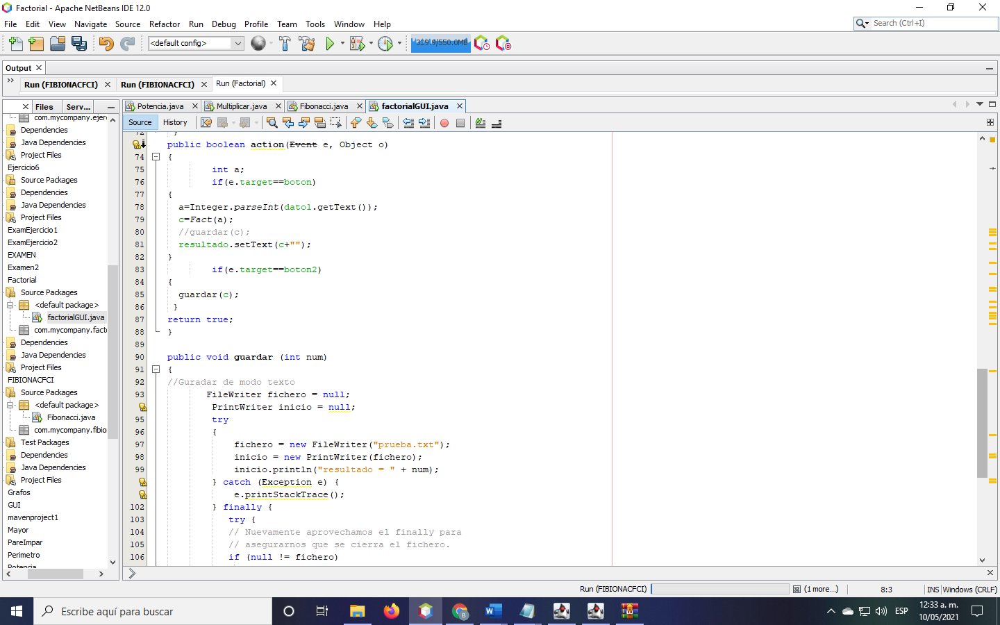 Factorial - Apache NetBeans IDE 12.0
File Edit View Navigate Source Refactor Run Debug Profile Team Tools Window Help
Search (Ctrl+I)
<default config>
329.9/550.0MB
Output
Run (FIBIONACFCI) Run (FIBIONACFCI) Run (Factorial)
Files Serv...
Potencia.java Multiplicar.java Fibonacci.java factorialGUI.java
Source History
com.mycompany.ejerc
Dependencies
Java Dependencies
Project Files
Ejercicio6
Source Packages
Dependencies
Java Dependencies
Project Files
ExamEjercicio1
ExamEjercicio2
EXAMEN
Examen2
Factorial
Source Packages
<default package>
factorialGUI.java
com.mycompany.facto
Dependencies
Java Dependencies
Project Files
FIBIONACFCI
Source Packages
<default package>
Fibonacci.java
com.mycompany.fibio
Test Packages
Dependencies
Java Dependencies
Project Files
Grafos
GUI
mavenproject1
Mayor
PareImpar
Perimetro
Potencia
72 }
public boolean action(Event e, Object o)
74 {
75 int a;
76 if(e.target==boton)
77 {
78 a=Integer.parseInt(dato1.getText());
79 c=Fact(a);
80 //guardar(c);
81 resultado.setText(c+"");
82 }
83 if(e.target==boton2)
84 {
85 guardar(c);
86 }
87 return true;
88 }
89
90 public void guardar (int num)
91 {
92 //Guradar de modo texto
93 FileWriter fichero = null;
PrintWriter inicio = null;
95 try
96 {
97 fichero = new FileWriter("prueba.txt");
98 inicio = new PrintWriter(fichero);
99 inicio.println("resultado = " + num);
} catch (Exception e) {
e.printStackTrace();
102 } finally {
103 try {
104 // Nuevamente aprovechamos el finally para
105 // asegurarnos que se cierra el fichero.
106 if (null != fichero)
Run (FIBIONACFCI) (1 more...) 8:3 INS Windows (CRLF)
Escribe aquí para buscar
ESP
12:33 a. m.
10/05/2021